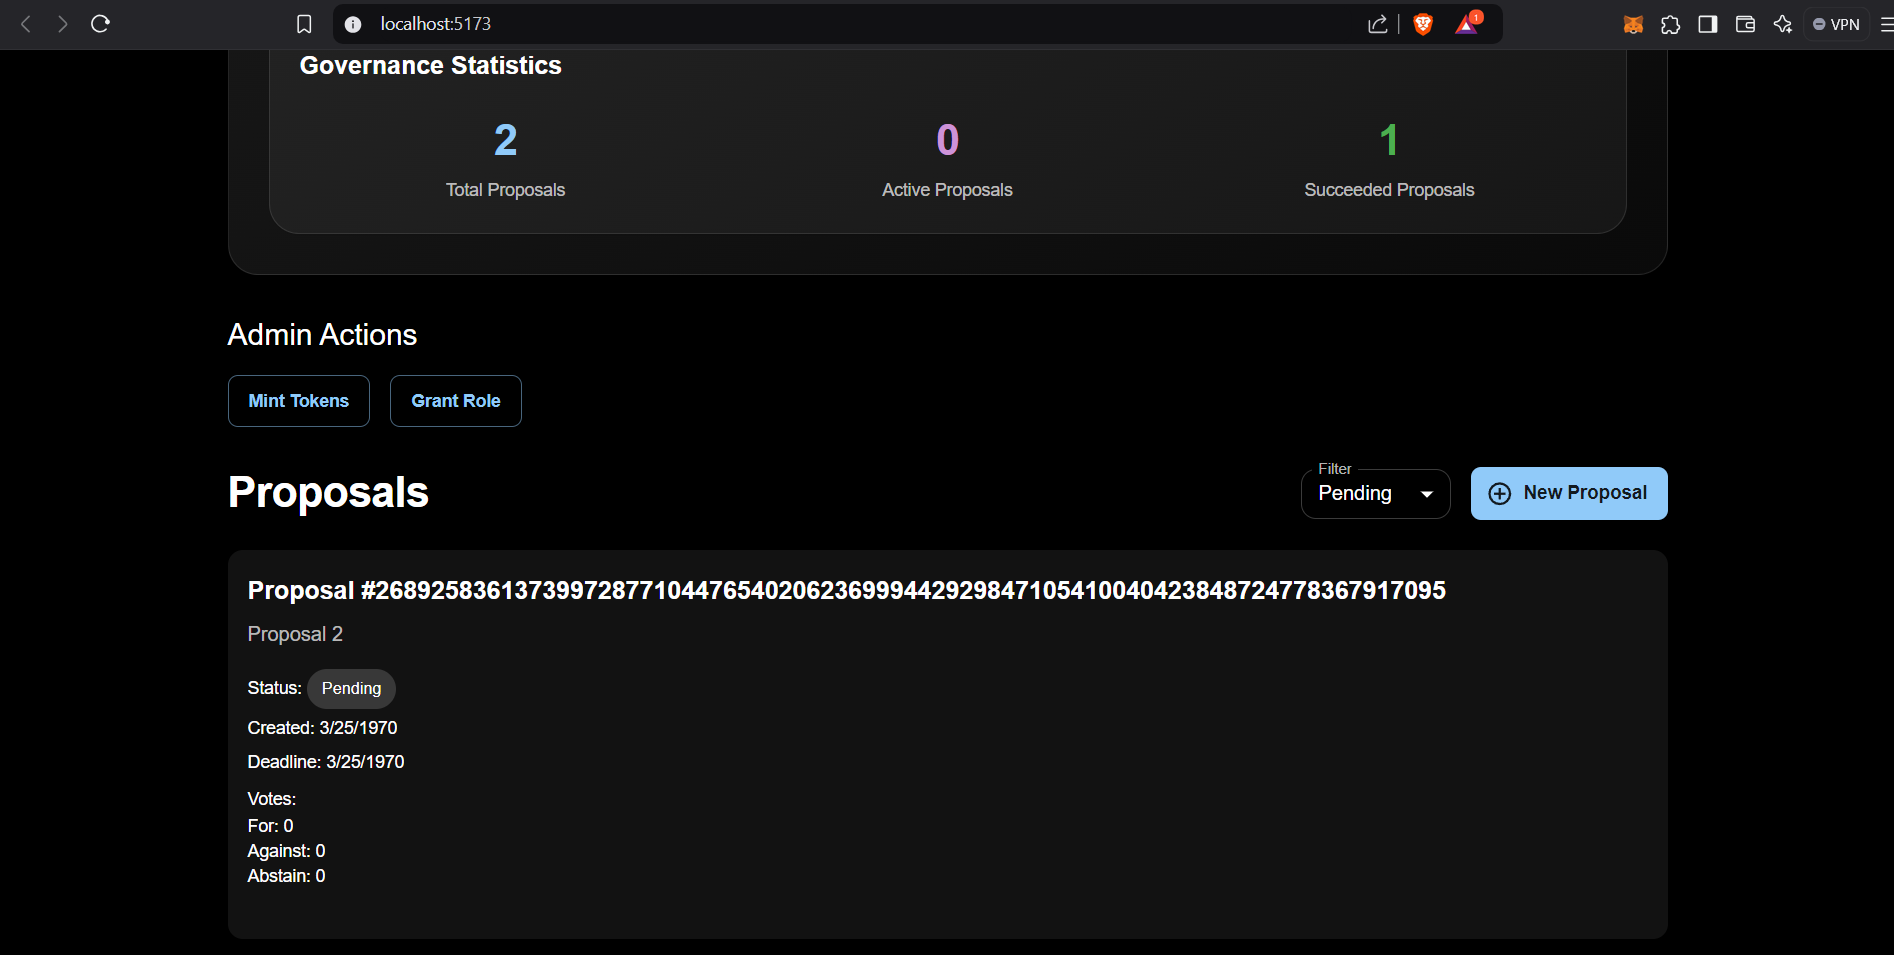 localhost:5173
1
VPN
Governance Statistics
2
0
1
Total Proposals
Active Proposals
Succeeded Proposals
Admin Actions
Mint Tokens
Grant Role
Proposals
Filter
Pending
New Proposal
Proposal #26892583613739972877104476540206236999442929847105410040423848724778367917095
Proposal 2
Status: Pending
Created: 3/25/1970
Deadline: 3/25/1970
Votes:
For: 0
Against: 0
Abstain: 0